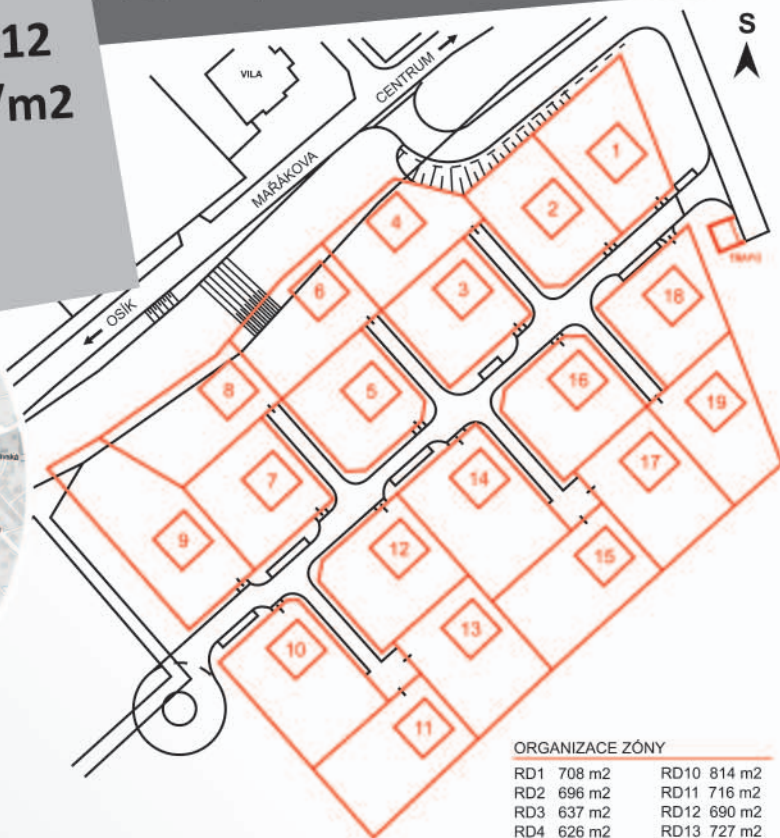 12
/m2
S
VILA
CENTRUM
MAŘÁKOVA
OSÍK
1
2
4
3
6
5
8
7
9
18
16
19
17
14
15
12
13
10
11
TRAFO
ORGANIZACE ZÓNY
RD1 708 m2 RD10 814 m2
RD2 696 m2 RD11 716 m2
RD3 637 m2 RD12 690 m2
RD4 626 m2 RD13 727 m2